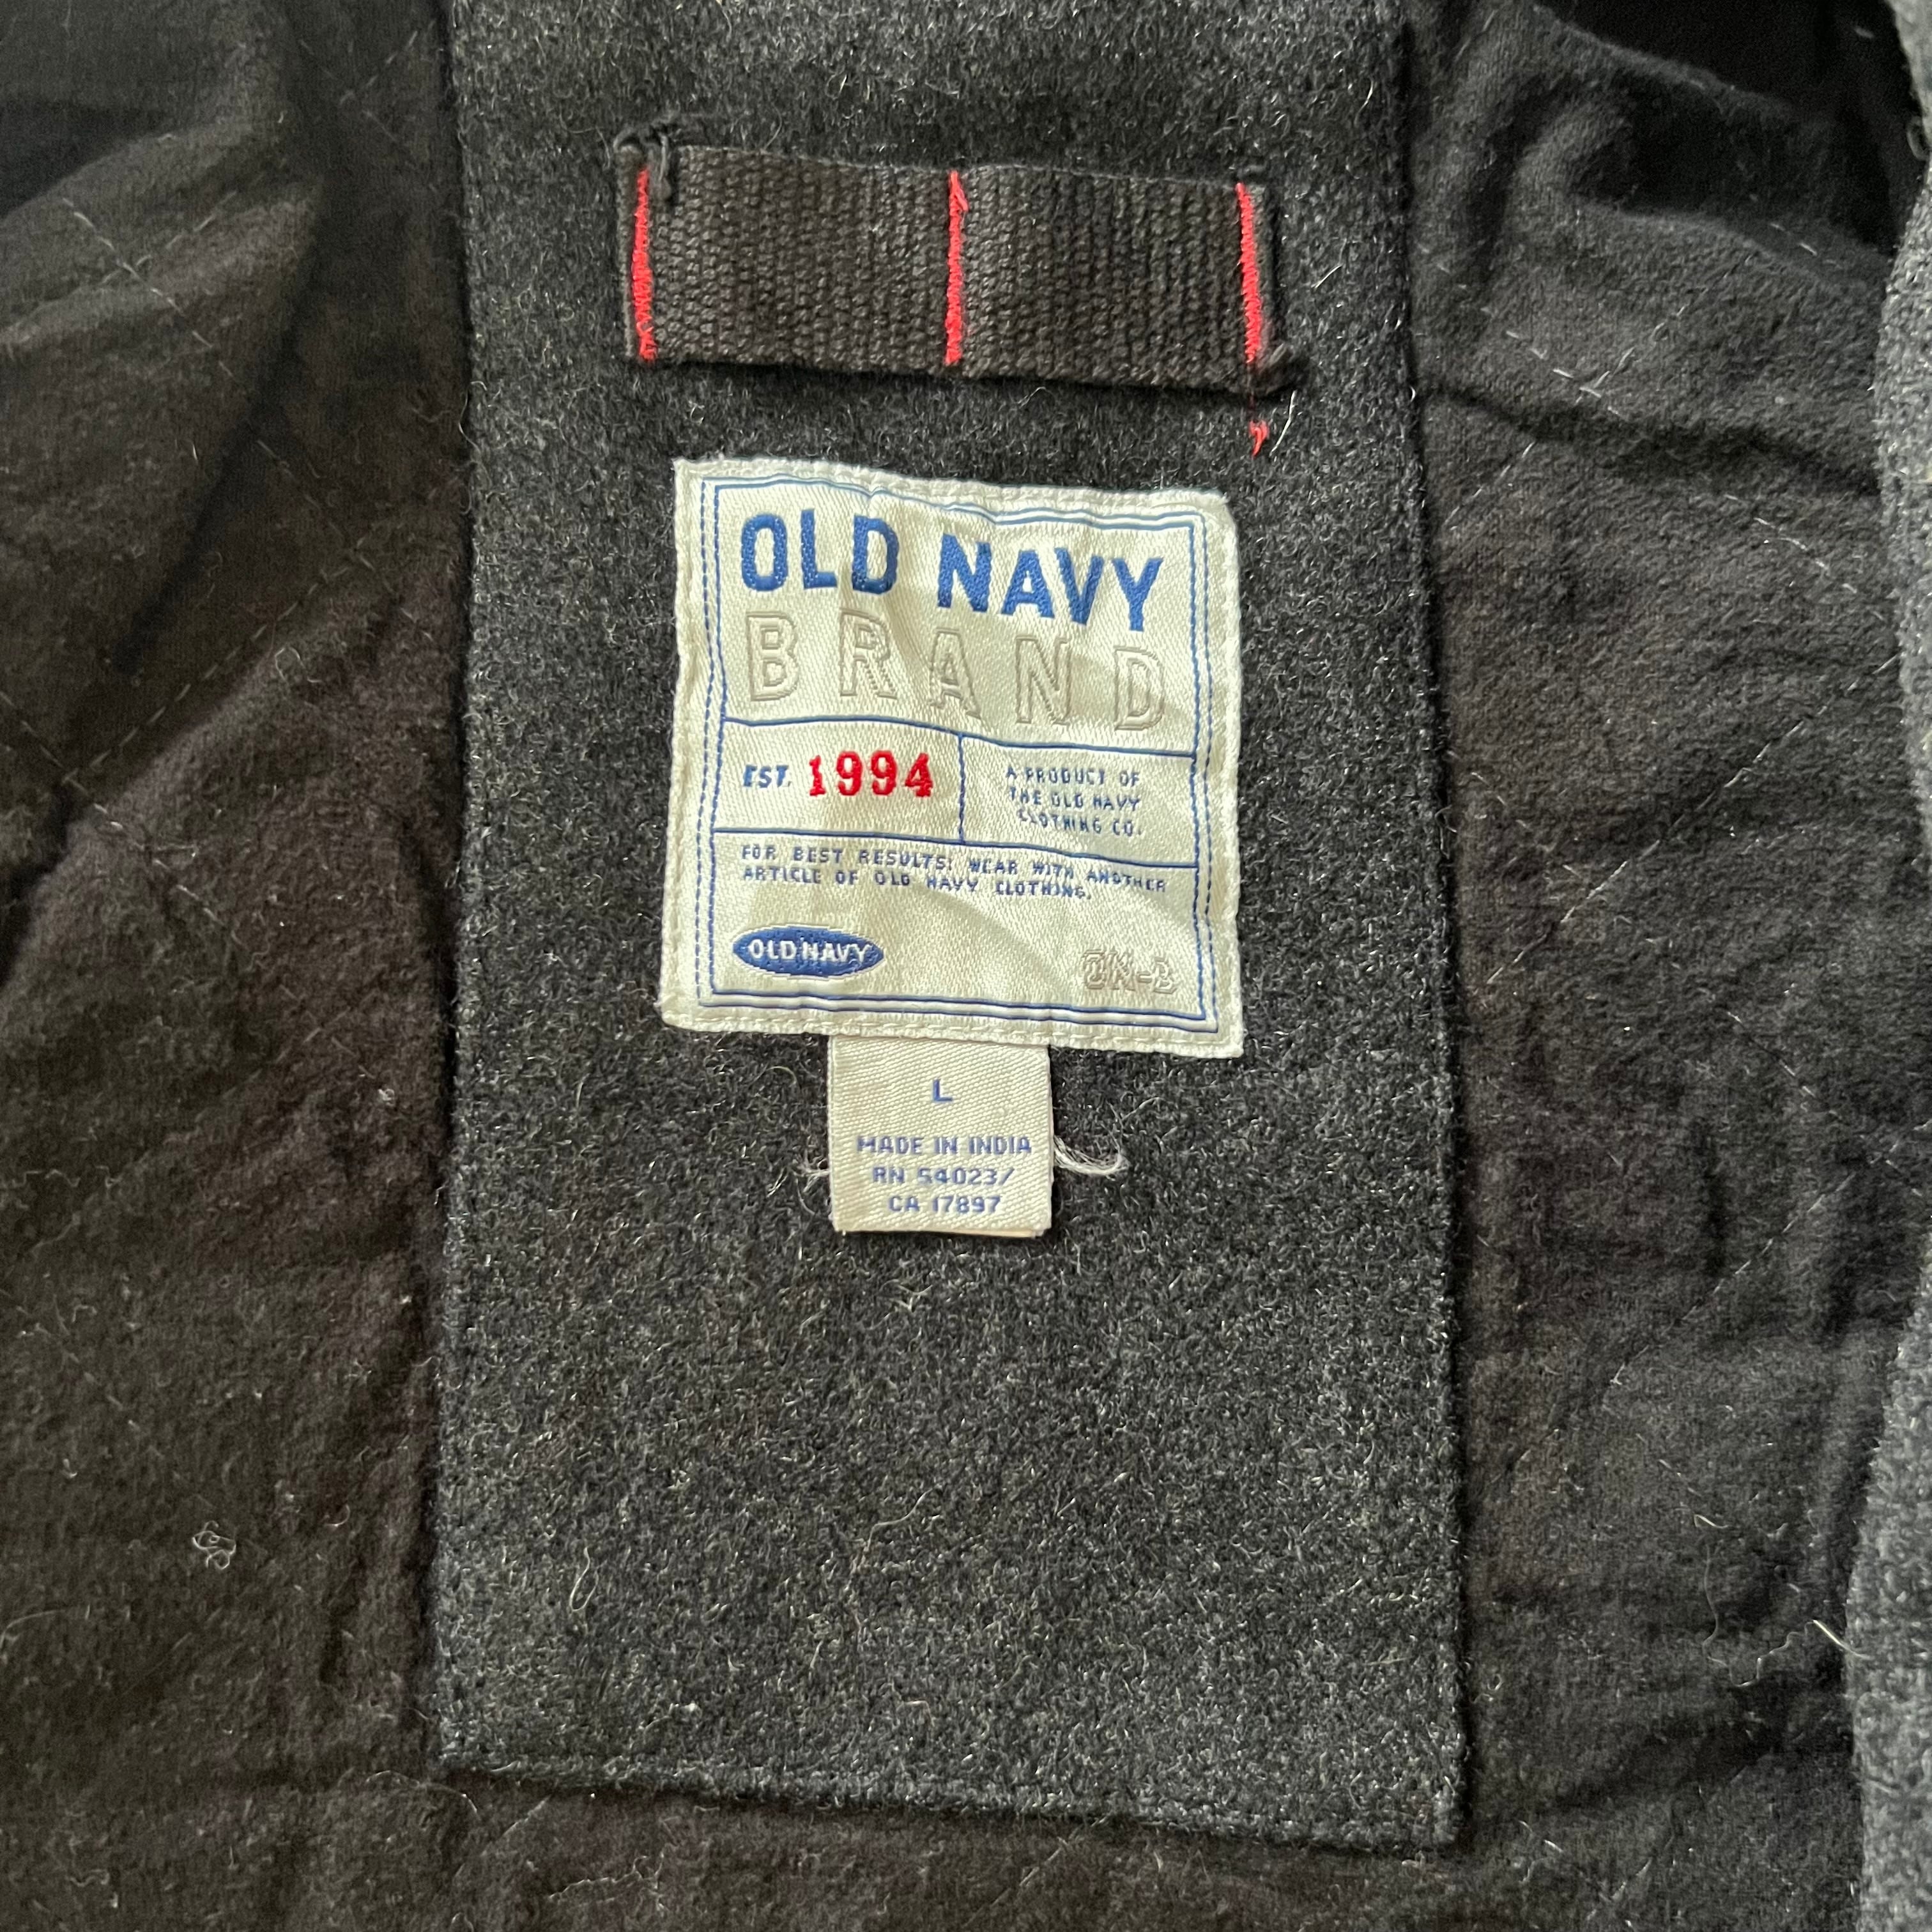 OLD NAVY
BRAND
EST. 1994
A PRODUCT OF
THE OLD NAVY
CLOTHING CO.
FOR BEST RESULTS: WEAR WITH ANOTHER
ARTICLE OF OLD NAVY CLOTHING.
OLD NAVY
ON-B
L
MADE IN INDIA
RN 54023/
CA 17897